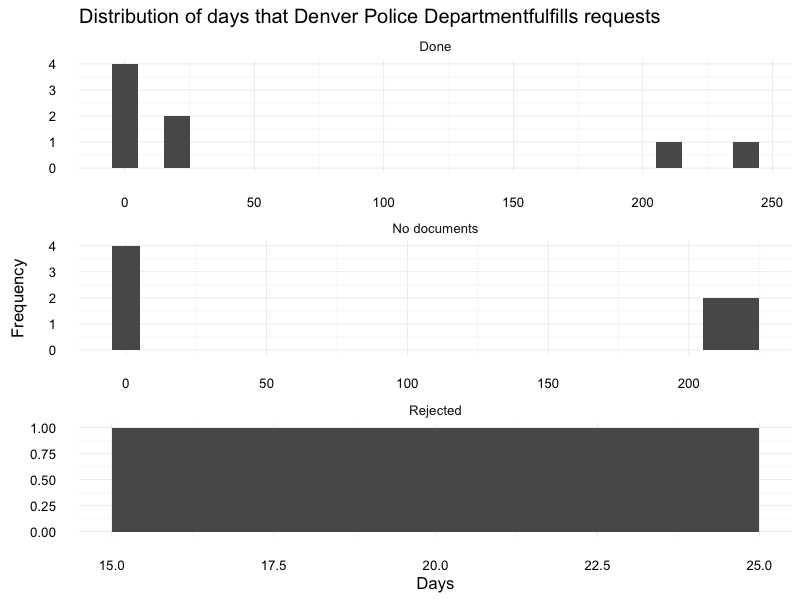 Distribution of days that Denver Police Departmentfulfills requests
Done
4
3
2
1
0
0 50 100 150 200 250
No documents
4
3
2
1
0
0 50 100 150 200
Frequency
Rejected
1.00
0.75
0.50
0.25
0.00
15.0 17.5 20.0 22.5 25.0
Days